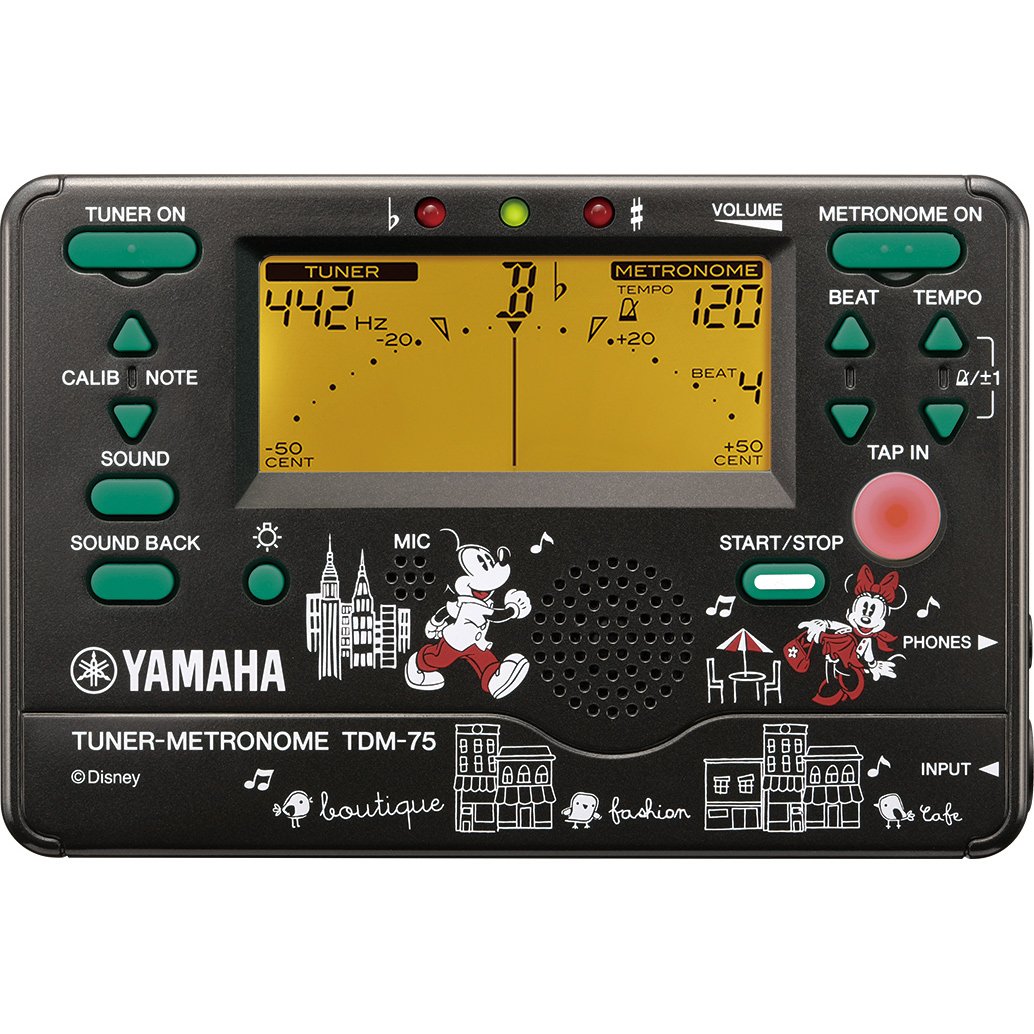 TUNER ON
♭
♯
VOLUME
METRONOME ON
TUNER
B♭
METRONOME
442 Hz
TEMPO
120
-20
+20
BEAT 4
-50
CENT
+50
CENT
BEAT
TEMPO
CALIB
NOTE
/±1
SOUND
TAP IN
SOUND BACK
MIC
START/STOP
PHONES
YAMAHA
TUNER-METRONOME TDM-75
©Disney
INPUT
boutique
fashion
Cafe